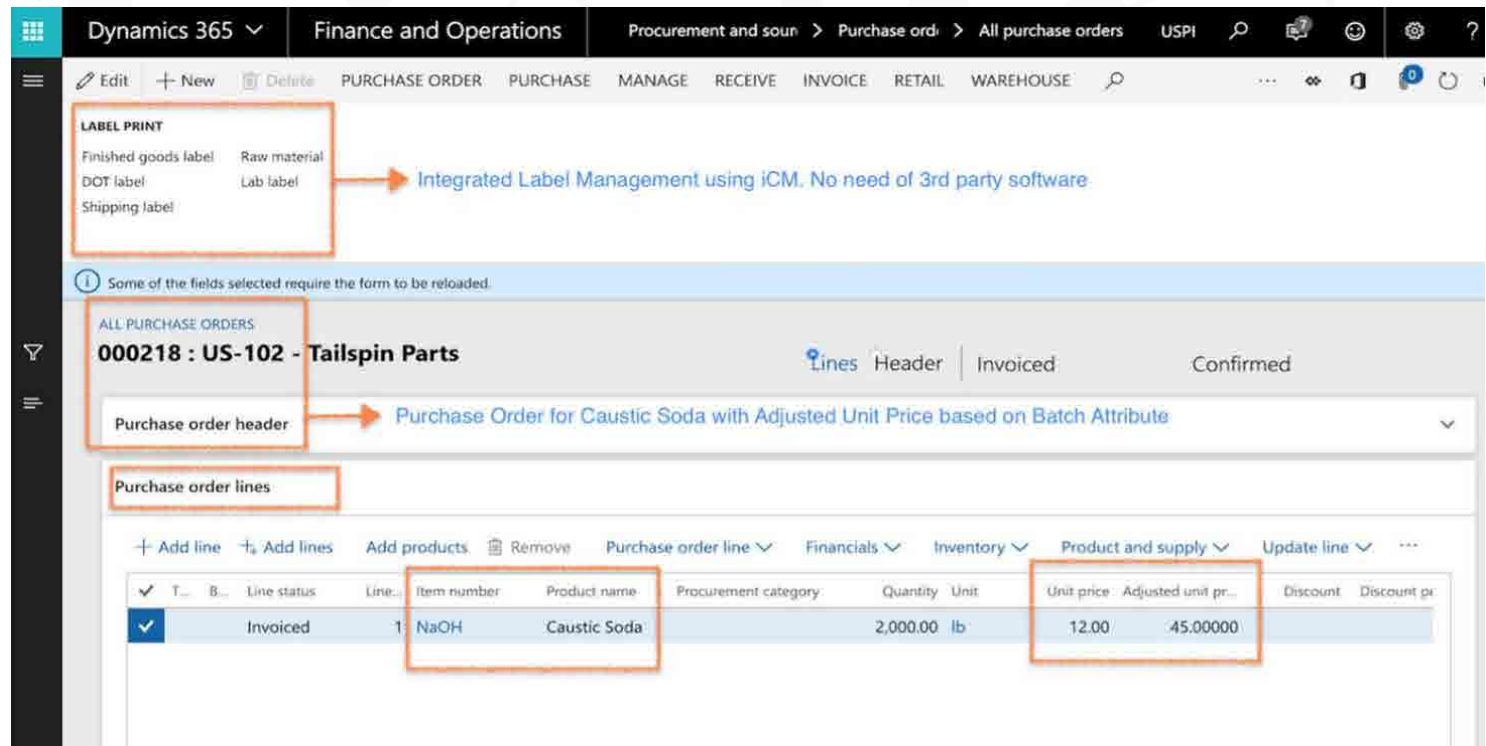 Dynamics 365 Finance and Operations Procurement and sour > Purchase ord > All purchase orders USPI 7 ?
Edit + New Delete PURCHASE ORDER PURCHASE MANAGE RECEIVE INVOICE RETAIL WAREHOUSE ... 0
LABEL PRINT
Finished goods label Raw material
DOT label Lab label
Shipping label
Integrated Label Management using iCM. No need of 3rd party software
Some of the fields selected require the form to be reloaded.
ALL PURCHASE ORDERS
000218 : US-102 - Tailspin Parts
Lines Header Invoiced Confirmed
Purchase order header
Purchase Order for Caustic Soda with Adjusted Unit Price based on Batch Attribute
Purchase order lines
+ Add line Add lines Add products Remove Purchase order line Financials Inventory Product and supply Update line ...
T... B... Line status Line... Item number Product name Procurement category Quantity Unit Unit price Adjusted unit pr... Discount Discount pe
Invoiced 1 NaOH Caustic Soda 2,000.00 lb 12.00 45.00000